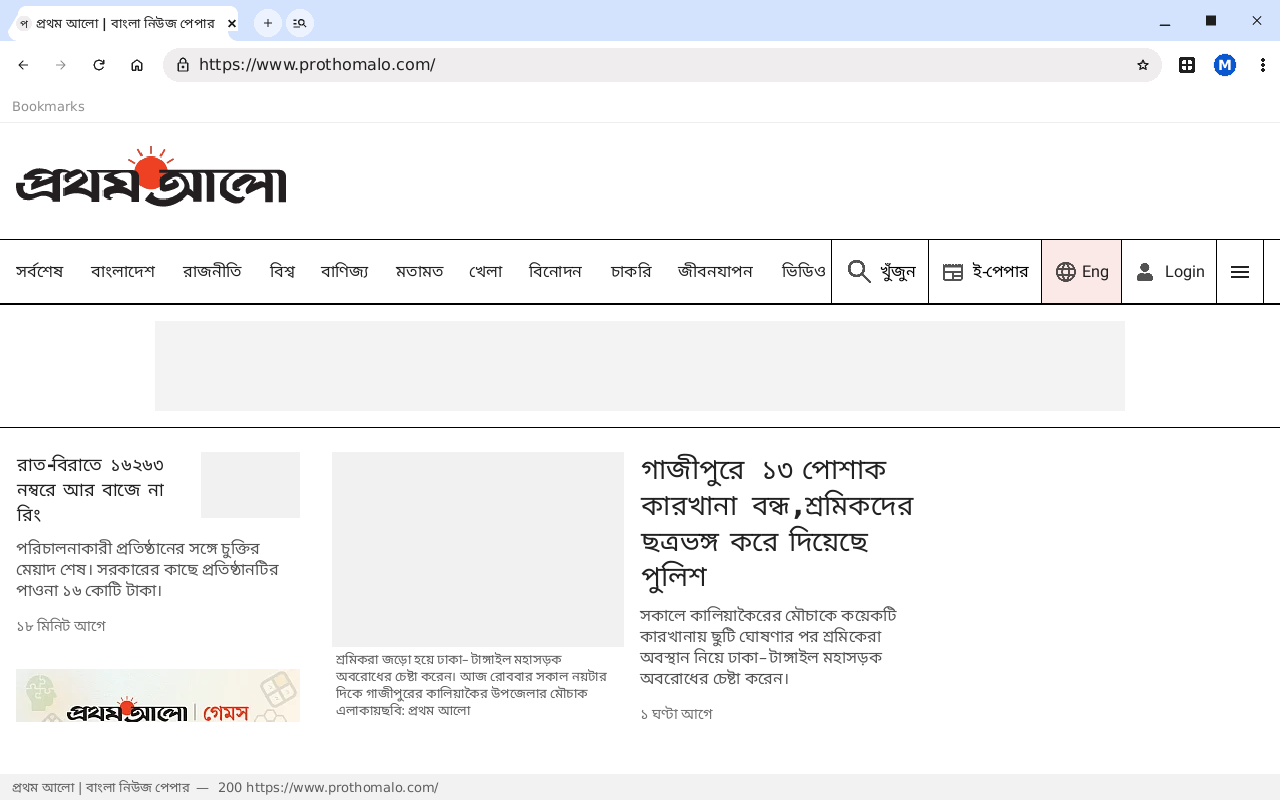 প্রথম আলো | বাংলা নিউজ পেপার
https://www.prothomalo.com/
M
Bookmarks
প্রথম আলো
সর্বশেষ বাংলাদেশ রাজনীতি বিশ্ব বাণিজ্য মতামত খেলা বিনোদন চাকরি জীবনযাপন ভিডিও খুঁজুন ই-পেপার Eng Login
রাত-বিরাতে ১৬২৬৩
নম্বরে আর বাজে না
রিং
পরিচালনাকারী প্রতিষ্ঠানের সঙ্গে চুক্তির
মেয়াদ শেষ। সরকারের কাছে প্রতিষ্ঠানটির
পাওনা ১৬ কোটি টাকা।
১৮ মিনিট আগে
প্রথম আলো | গেমস
শ্রমিকরা জড়ো হয়ে ঢাকা–টাঙ্গাইল মহাসড়ক
অবরোধের চেষ্টা করেন। আজ রোববার সকাল নয়টার
দিকে গাজীপুরের কালিয়াকৈর উপজেলার মৌচাক
এলাকায়ছবি: প্রথম আলো
গাজীপুরে ১৩ পোশাক
কারখানা বন্ধ,শ্রমিকদের
ছত্রভঙ্গ করে দিয়েছে
পুলিশ
সকালে কালিয়াকৈরের মৌচাকে কয়েকটি
কারখানায় ছুটি ঘোষণার পর শ্রমিকেরা
অবস্থান নিয়ে ঢাকা–টাঙ্গাইল মহাসড়ক
অবরোধের চেষ্টা করেন।
১ ঘণ্টা আগে
প্রথম আলো | বাংলা নিউজ পেপার — 200 https://www.prothomalo.com/